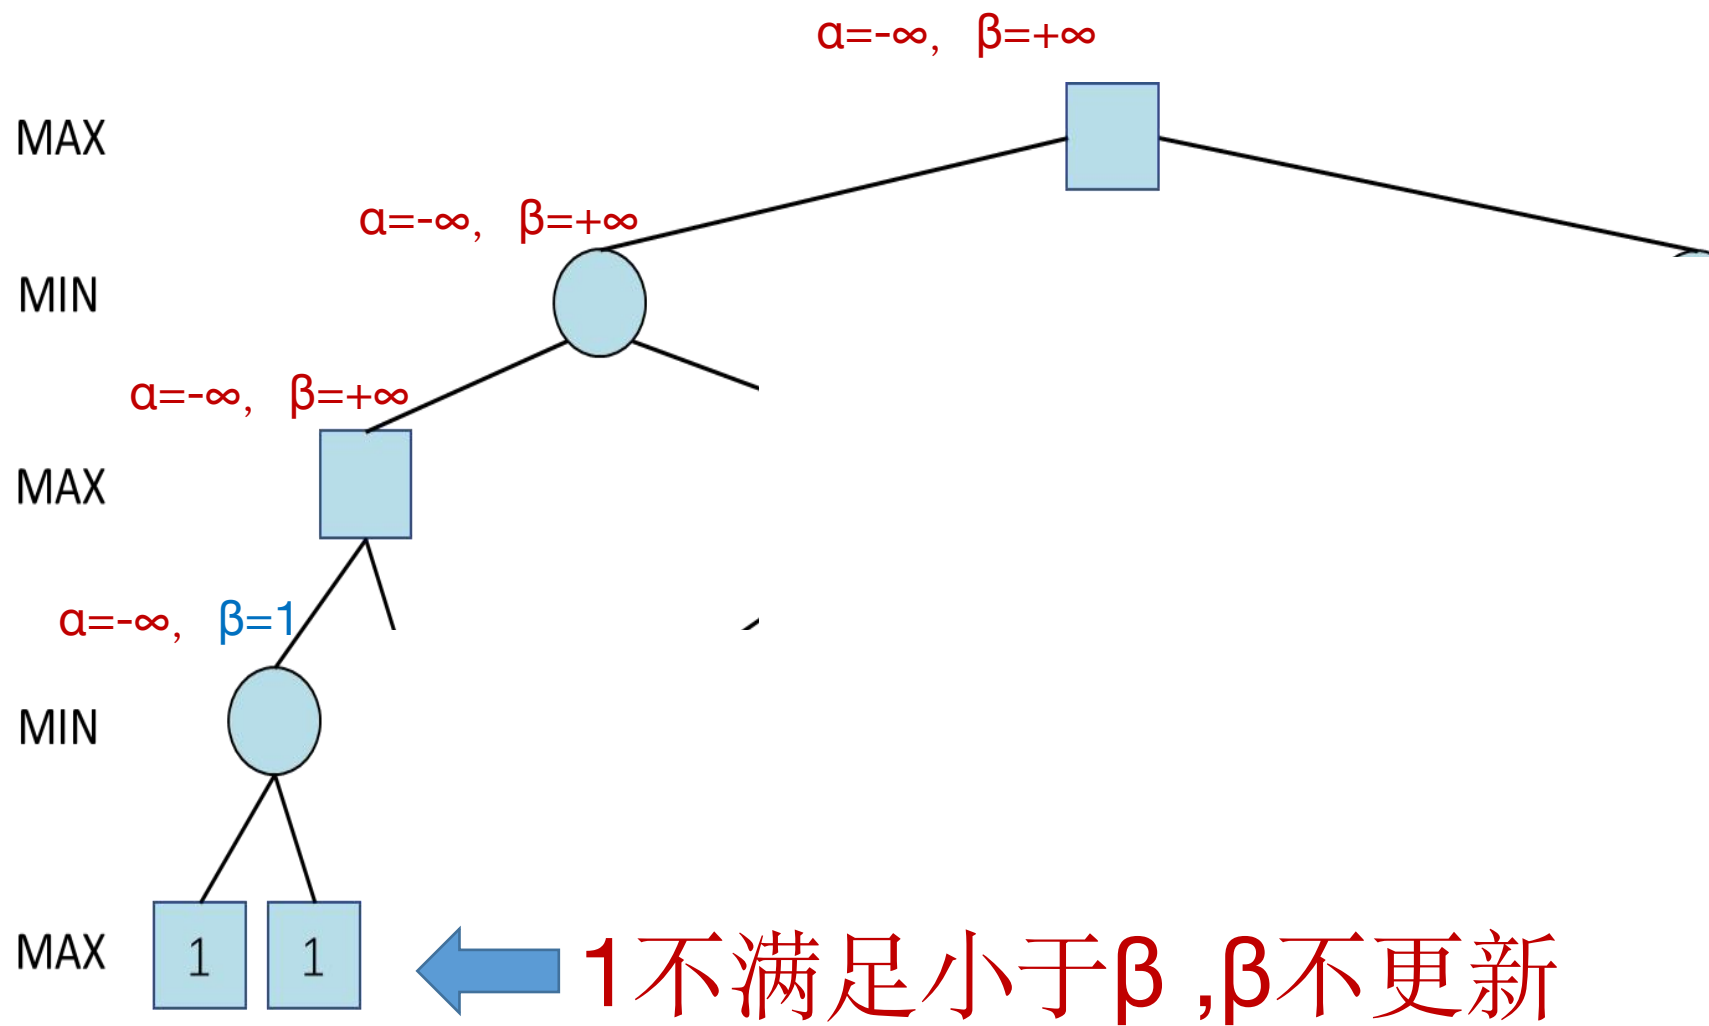 α=-∞, β=+∞
MAX
α=-∞, β=+∞
MIN
α=-∞, β=+∞
MAX
α=-∞, β=1
MIN
MAX 1 1 1不满足小于β ,β不更新